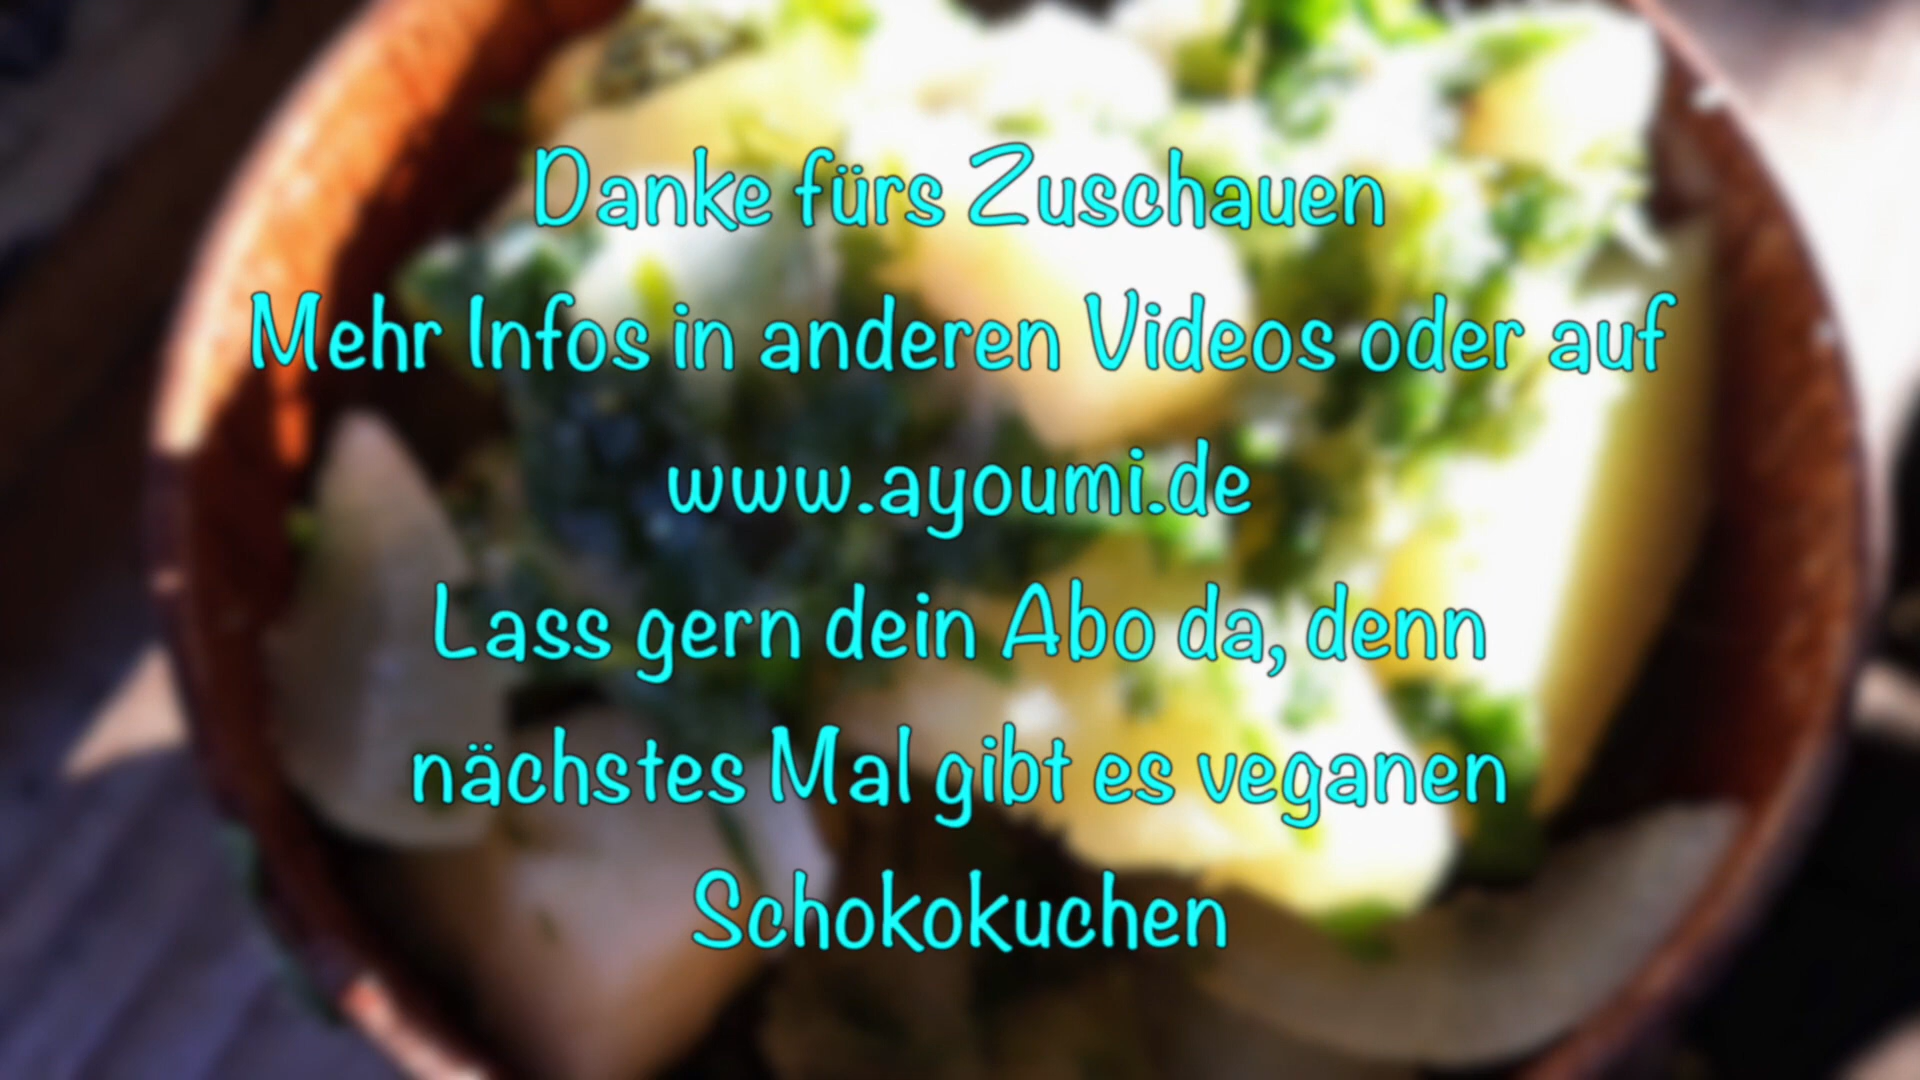 Danke fürs Zuschauen
Mehr Infos in anderen Videos oder auf
www.ayoumi.de
Lass gern dein Abo da, denn
nächstes Mal gibt es veganen
Schokokuchen